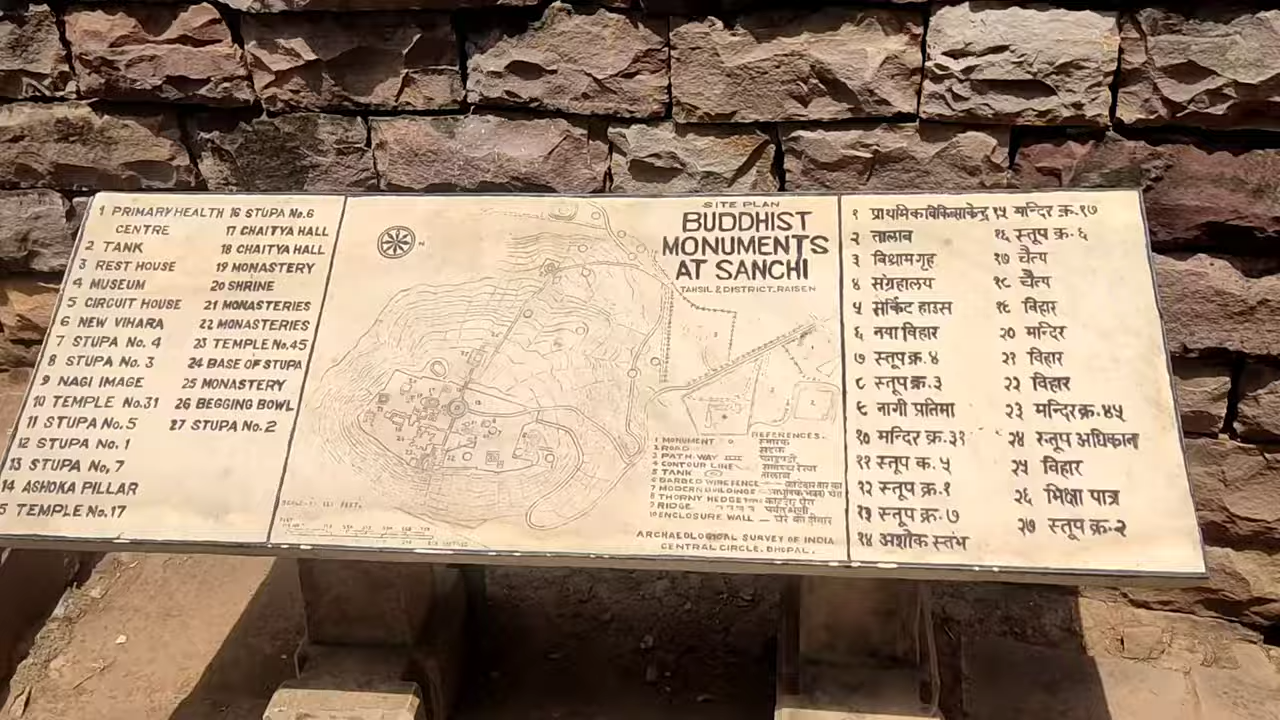 1 PRIMARY HEALTH CENTRE
2 TANK
3 REST HOUSE
4 MUSEUM
5 CIRCUIT HOUSE
6 NEW VIHARA
7 STUPA No. 4
8 STUPA No. 3
9 NAGI IMAGE
10 TEMPLE No.31
11 STUPA No.5
12 STUPA No.1
13 STUPA No,7
14 ASHOKA PILLAR
5 TEMPLE No.17
16 STUPA No.6
17 CHAITYA HALL
18 CHAITYA HALL
19 MONASTERY
20 SHRINE
21 MONASTERIES
22 MONASTERIES
23 TEMPLE No,45
24 BASE OF STUPA
25 MONASTERY
26 BEGGING BOWL
27 STUPA No.2
N
SITE PLAN
BUDDHIST
MONUMENTS
AT SANCHI
TAHSIL & DISTRICT. RAISEN
REFERENCES.
1 MONUMENT स्मारक
2 ROAD सड़क
3 PATH-WAY
4 CONTOUR LINE
5 TANK तालाब
6 BARBED WIRE FENCE
7 MODERN BUILDINGS
8 THORNY HEDGE
9 RIDGE
10 ENCLOSURE WALL
ARCHAEOLOGICAL SURVEY OF INDIA
CENTRAL CIRCLE. BHOPAL.
१ प्राथमिक चिकित्सा केन्द्र
२ तालाब
३ विश्राम गृह
४ संग्रहालय
५ सर्किट हाउस
६ नया विहार
७ स्तूप क्र. ४
८ स्तूप क्र. ३
९ नागी प्रतिमा
१० मन्दिर क्र. ३१
११ स्तूप क. ५
१२ स्तूप क्र. १
१३ स्तूप क्र. ७
१४ अशोक स्तंभ
१५ मन्दिर क्र. १७
१६ स्तूप क्र. ६
१७ चैत्य
१८ चैत्य
१९ विहार
२० मन्दिर
२१ विहार
२२ विहार
२३ मन्दिर क्र. ४५
२४ स्तूप अधिष्ठान
२५ विहार
२६ भिक्षा पात्र
२७ स्तूप क्र. २